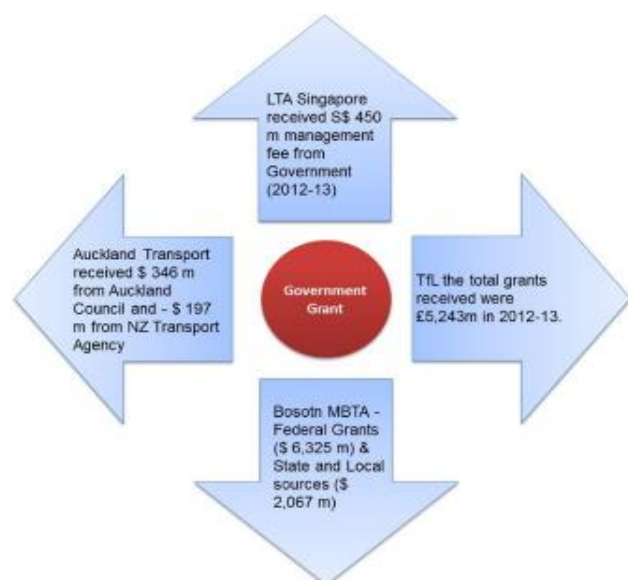 LTA Singapore
received S$ 450
m management
fee from
Government
(2012-13)
Auckland Transport
received $ 346 m
from Auckland
Council and - $ 197
m from NZ Transport
Agency
Government
Grant
TfL the total grants
received were
£5,243m in 2012-13.
Bosotn MBTA -
Federal Grants
($ 6,325 m) &
State and Local
sources ($
2,067 m)